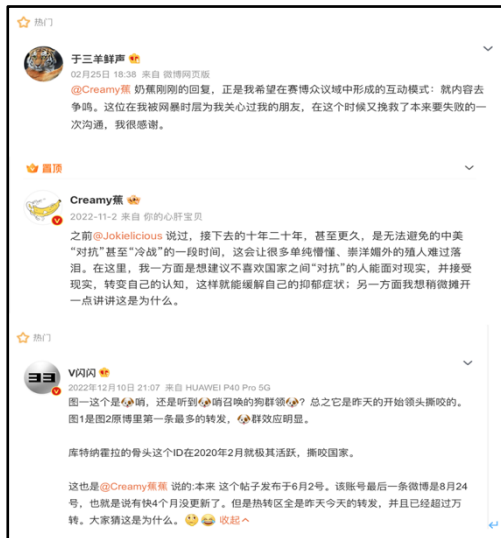 热门
于三羊鲜声
02月25日 18:38 来自 微博网页版
@Creamy蕉 奶蕉刚刚的回复，正是我希望在赛博众议域中形成的互动模式：就内容去
争鸣。这位在我被网暴时层为我关心过我的朋友，在这个时候又挽救了本来要失败的一
次沟通，我很感谢。
置顶
Creamy蕉
2022-11-2 来自 你的心肝宝贝
之前@Jokielicious 说过，接下去的十年二十年，甚至更久，是无法避免的中美
“对抗”甚至“冷战”的一段时间，这会让很多单纯懵懂、崇洋媚外的殖人难过落
泪。在这里，我一方面是想建议不喜欢国家之间“对抗”的人能面对现实，并接受
现实，转变自己的认知，这样就能缓解自己的抑郁症状；另一方面我想稍微摊开
一点讲讲这是为什么。
热门
V闪闪
2022年12月10日 21:07 来自 HUAWEI P40 Pro 5G
图一这个是🐶哨，还是听到🐶哨召唤的狗群领🐶？总之它是昨天的开始领头撕咬的。
图1是图2原博里第一条最多的转发，🐶群效应明显。
库特纳霍拉的骨头这个ID在2020年2月就极其活跃，撕咬国家。
这也是@Creamy蕉蕉 说的:本来 这个帖子发布于6月2号。该账号最后一条微博是8月24
号，也就是说有快4个月没更新了。但是热转区全是昨天今天的转发，并且已经超过万
转。大家猜这是为什么。🤔😂 收起